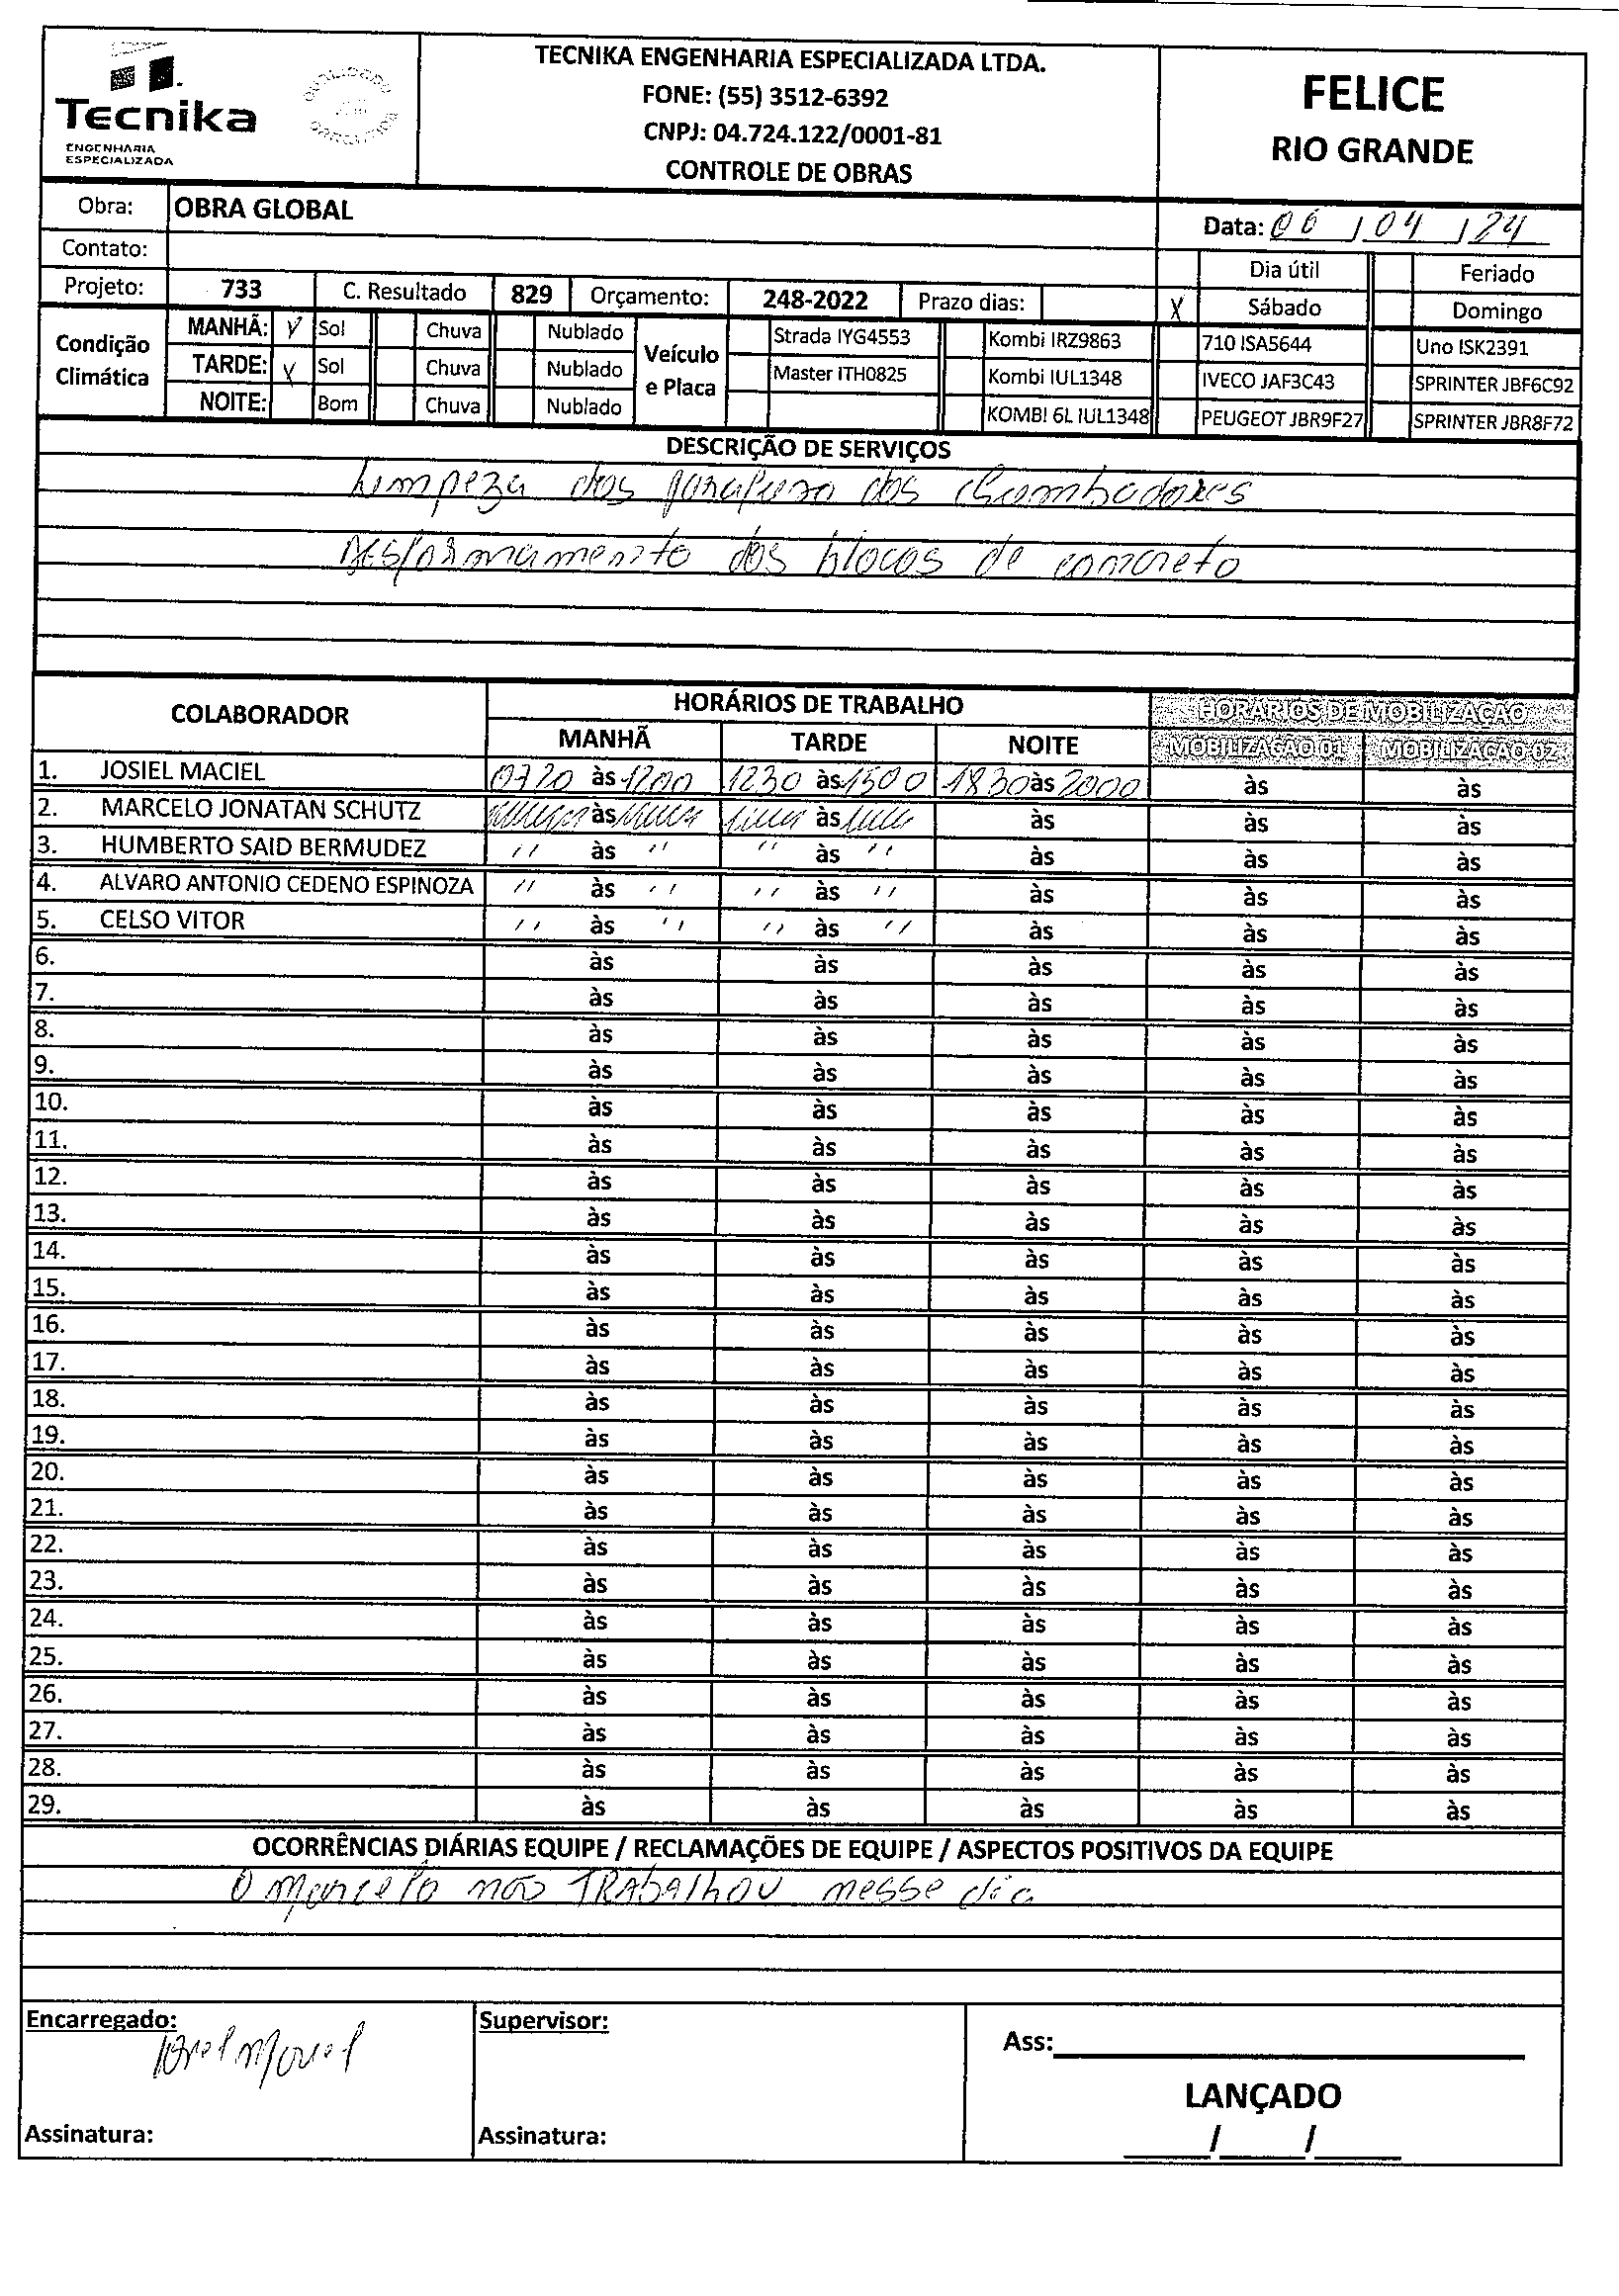 Tecnika
ENGENHARIA
ESPECIALIZADA
TECNIKA ENGENHARIA ESPECIALIZADA LTDA.
FONE: (55) 3512-6392
CNPJ: 04.724.122/0001-81
CONTROLE DE OBRAS
FELICE
RIO GRANDE
Obra: OBRA GLOBAL
Data: 06 / 04 / 24
Contato:
Dia útil Feriado
Projeto: 733 C. Resultado 829 Orçamento: 248-2022 Prazo dias: X Sábado Domingo
Condição Climática
MANHÃ: X Sol Chuva Nublado
TARDE: X Sol Chuva Nublado
NOITE: Bom Chuva Nublado
Veículo e Placa
Strada IYG4553 Kombi IRZ9863 710 ISA5644 Uno ISK2391
Master ITH0825 Kombi IUL1348 IVECO JAF3C43 SPRINTER JBF6C92
KOMBI 6L IUL1348 PEUGEOT JBR9F27 SPRINTER JBR8F72
DESCRIÇÃO DE SERVIÇOS
Limpeza dos parafuso dos chumbadores
Desformamento dos blocos de concreto
COLABORADOR HORÁRIOS DE TRABALHO HORÁRIOS DE MOBILIZAÇÃO
MANHÃ TARDE NOITE MOBILIZAÇÃO 01 MOBILIZAÇÃO 02
1. JOSIEL MACIEL 0720 às 1200 1230 às 1500 1830 às 2000 às às
2. MARCELO JONATAN SCHUTZ às às às às às
3. HUMBERTO SAID BERMUDEZ '' às '' '' às '' às às às
4. ALVARO ANTONIO CEDENO ESPINOZA '' às '' '' às '' às às às
5. CELSO VITOR '' às '' '' às '' às às às
6. às às às às às
7. às às às às às
8. às às às às às
9. às às às às às
10. às às às às às
11. às às às às às
12. às às às às às
13. às às às às às
14. às às às às às
15. às às às às às
16. às às às às às
17. às às às às às
18. às às às às às
19. às às às às às
20. às às às às às
21. às às às às às
22. às às às às às
23. às às às às às
24. às às às às às
25. às às às às às
26. às às às às às
27. às às às às às
28. às às às às às
29. às às às às às
OCORRÊNCIAS DIÁRIAS EQUIPE / RECLAMAÇÕES DE EQUIPE / ASPECTOS POSITIVOS DA EQUIPE
O Marcelo não TRABALHOU nesse dia
Encarregado: Supervisor:
Ass:
LANÇADO
Assinatura: Assinatura: / /